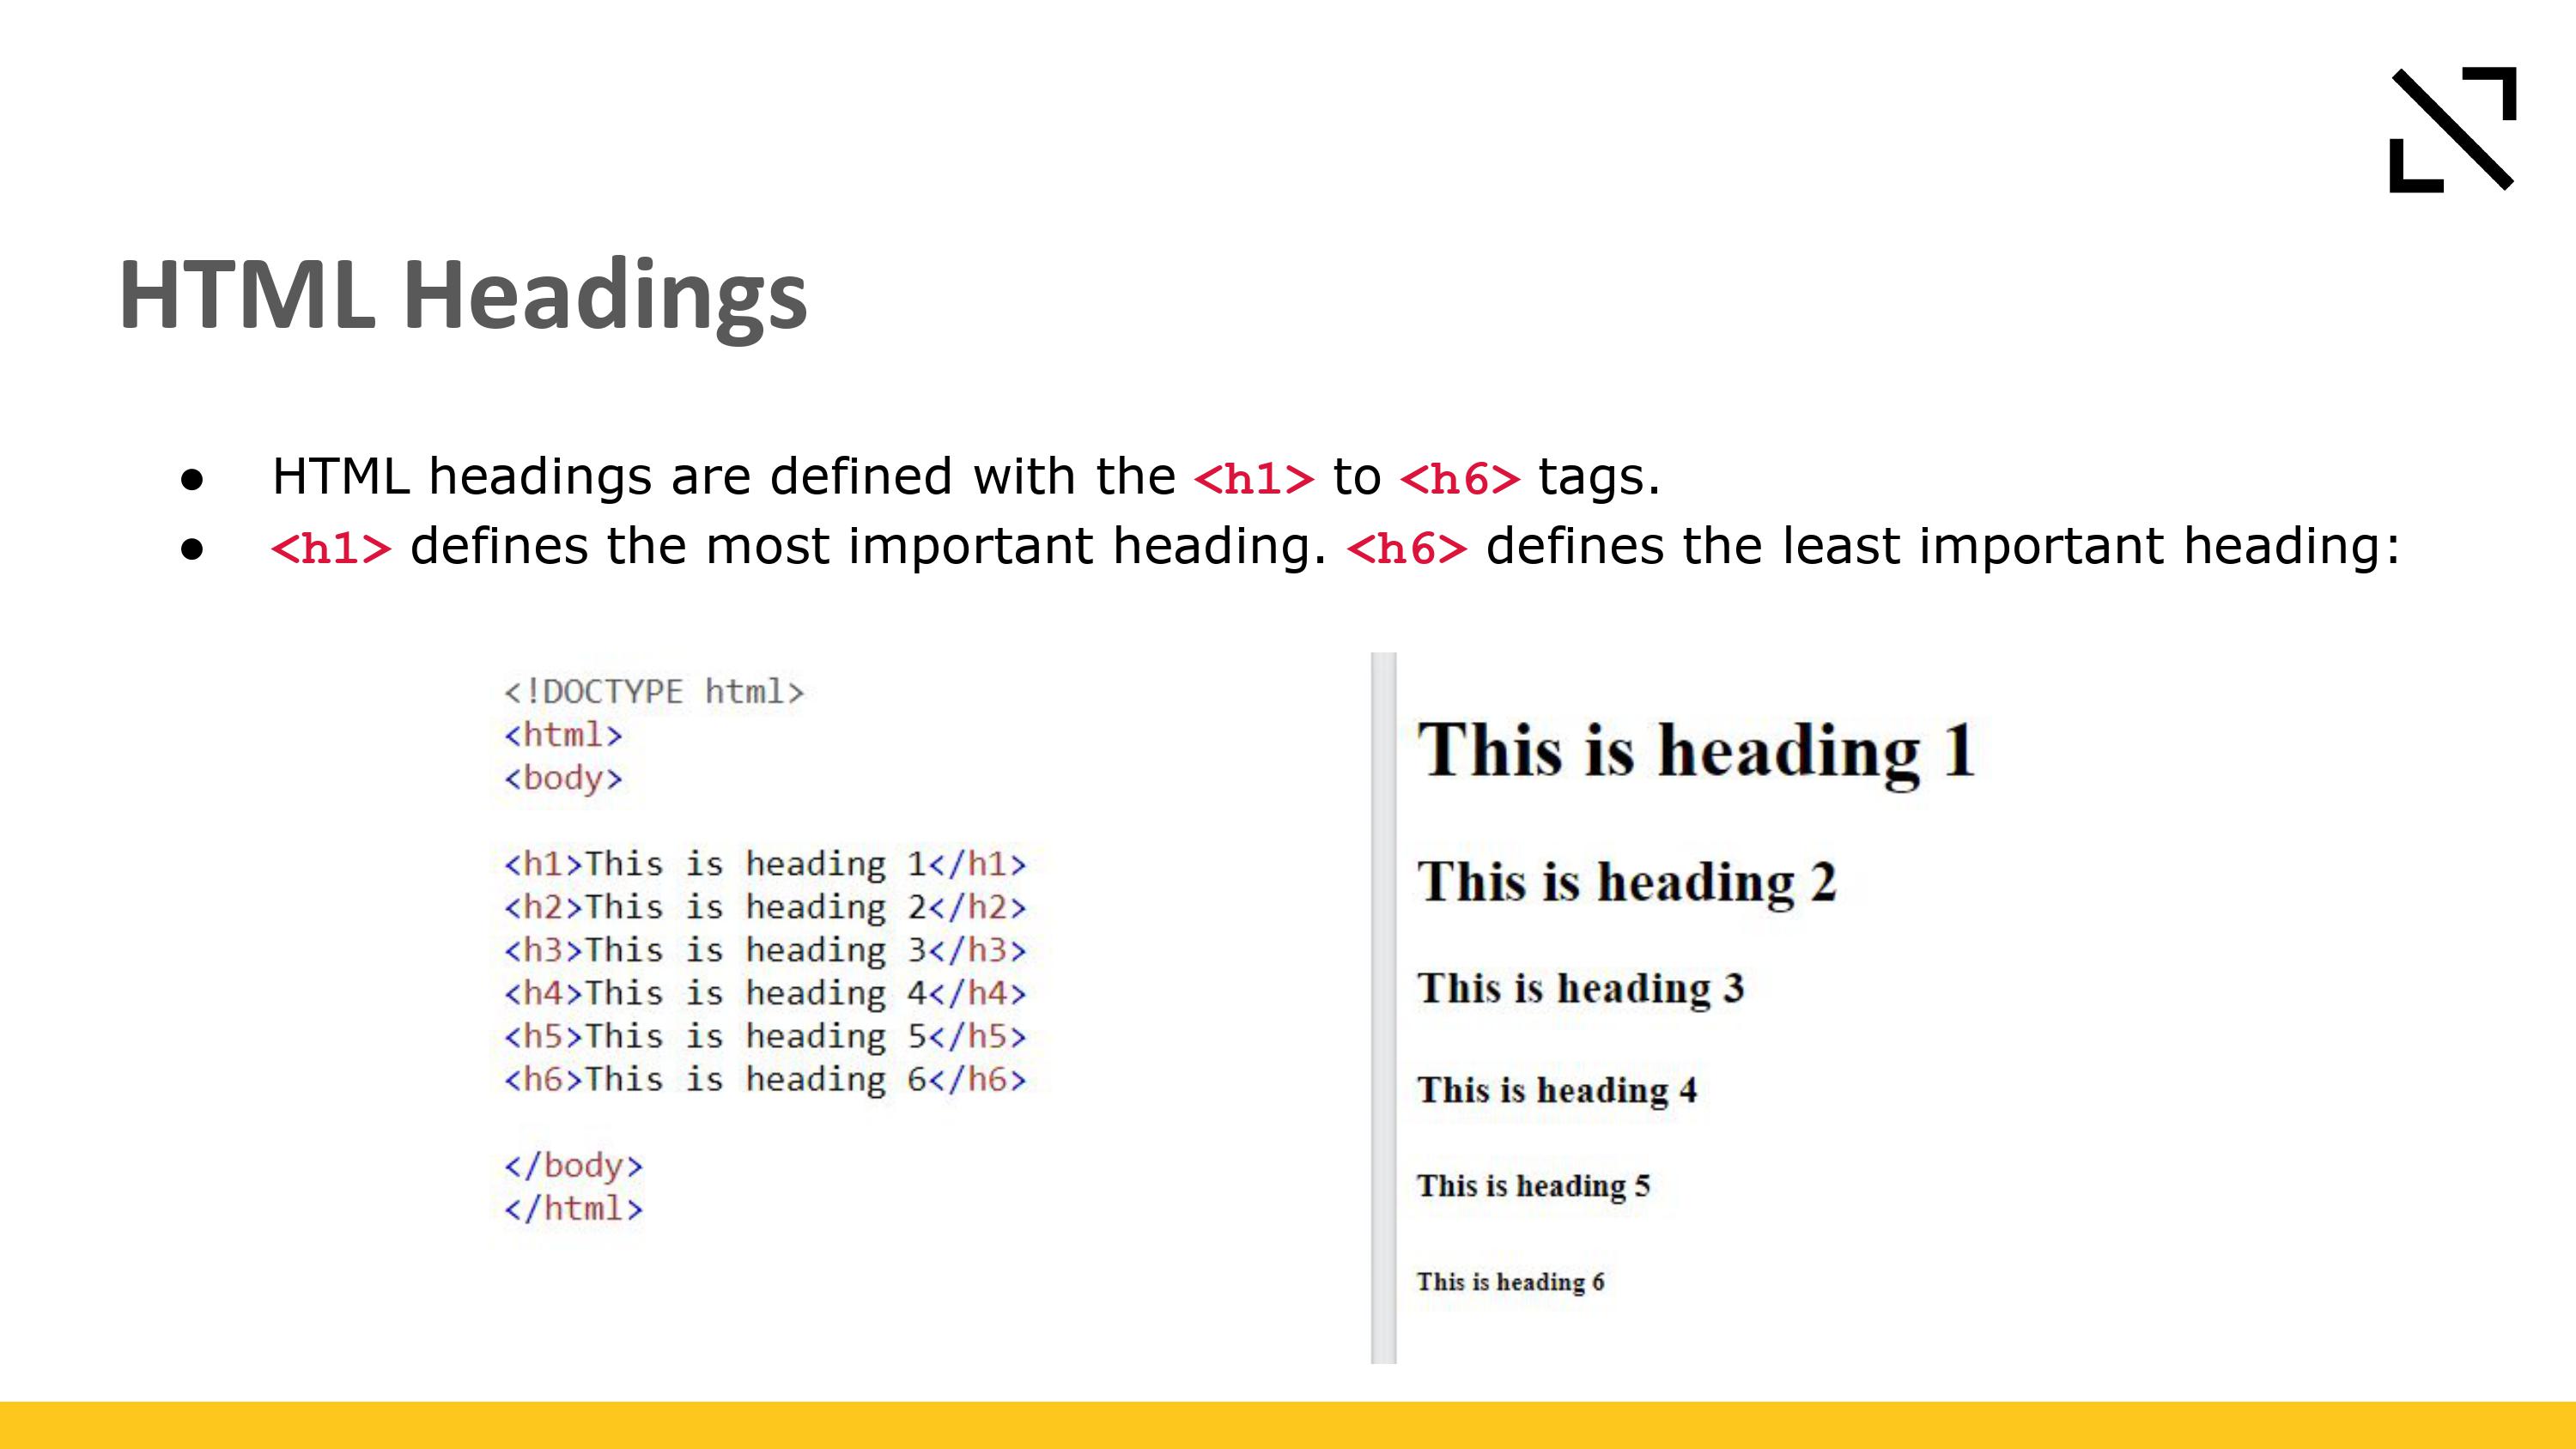 HTML Headings
● HTML headings are defined with the <h1> to <h6> tags.
● <h1> defines the most important heading. <h6> defines the least important heading:
<!DOCTYPE html>
<html>
<body>
<h1>This is heading 1</h1>
<h2>This is heading 2</h2>
<h3>This is heading 3</h3>
<h4>This is heading 4</h4>
<h5>This is heading 5</h5>
<h6>This is heading 6</h6>
</body>
</html>
This is heading 1
This is heading 2
This is heading 3
This is heading 4
This is heading 5
This is heading 6